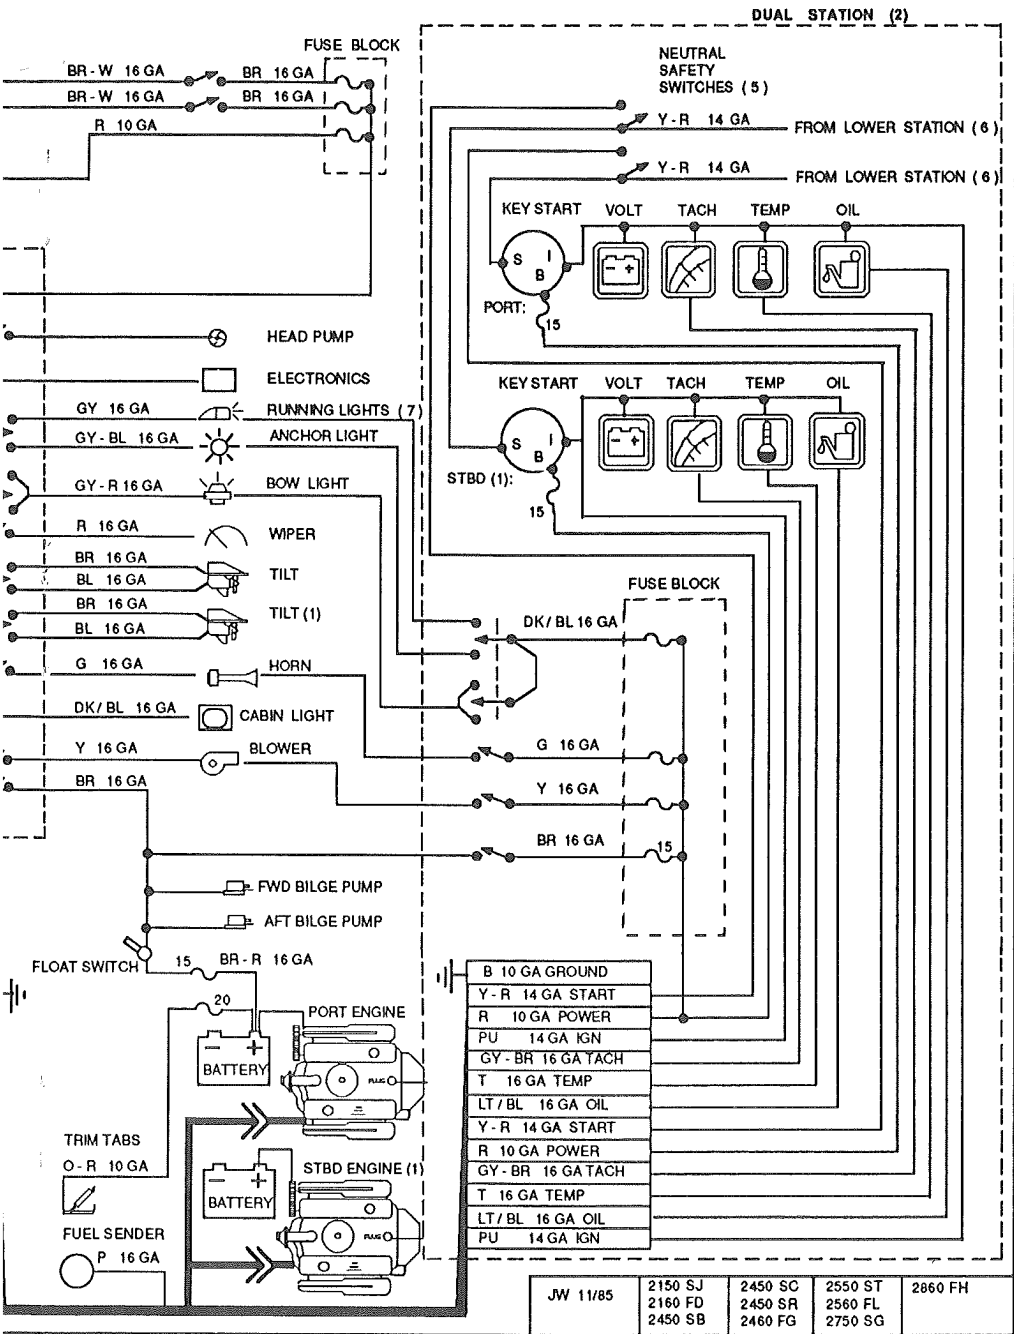 DUAL STATION (2)
FUSE BLOCK
BR - W 16 GA
BR 16 GA
BR - W 16 GA
BR 16 GA
R 10 GA
NEUTRAL
SAFETY
SWITCHES ( 5 )
Y - R 14 GA
FROM LOWER STATION ( 6 )
Y - R 14 GA
FROM LOWER STATION ( 6 )
KEY START VOLT TACH TEMP OIL
S I B
PORT:
15
HEAD PUMP
ELECTRONICS
KEY START VOLT TACH TEMP OIL
S I B
STBD (1):
15
GY 16 GA
RUNNING LIGHTS ( 7 )
GY - BL 16 GA
ANCHOR LIGHT
GY - R 16 GA
BOW LIGHT
R 16 GA
WIPER
BR 16 GA
TILT
BL 16 GA
BR 16 GA
TILT (1)
BL 16 GA
G 16 GA
HORN
DK / BL 16 GA
CABIN LIGHT
Y 16 GA
BLOWER
BR 16 GA
FUSE BLOCK
DK / BL 16 GA
G 16 GA
Y 16 GA
BR 16 GA
15
FWD BILGE PUMP
AFT BILGE PUMP
FLOAT SWITCH
15
BR - R 16 GA
20
PORT ENGINE
BATTERY
PLUG
TRIM TABS
O - R 10 GA
STBD ENGINE (1)
BATTERY
PLUG
FUEL SENDER
P 16 GA
B 10 GA GROUND
Y - R 14 GA START
R 10 GA POWER
PU 14 GA IGN
GY - BR 16 GA TACH
T 16 GA TEMP
LT / BL 16 GA OIL
Y - R 14 GA START
R 10 GA POWER
GY - BR 16 GA TACH
T 16 GA TEMP
LT / BL 16 GA OIL
PU 14 GA IGN
JW 11/85
2150 SJ
2160 FD
2450 SB
2450 SC
2450 SR
2460 FG
2550 ST
2560 FL
2750 SG
2860 FH